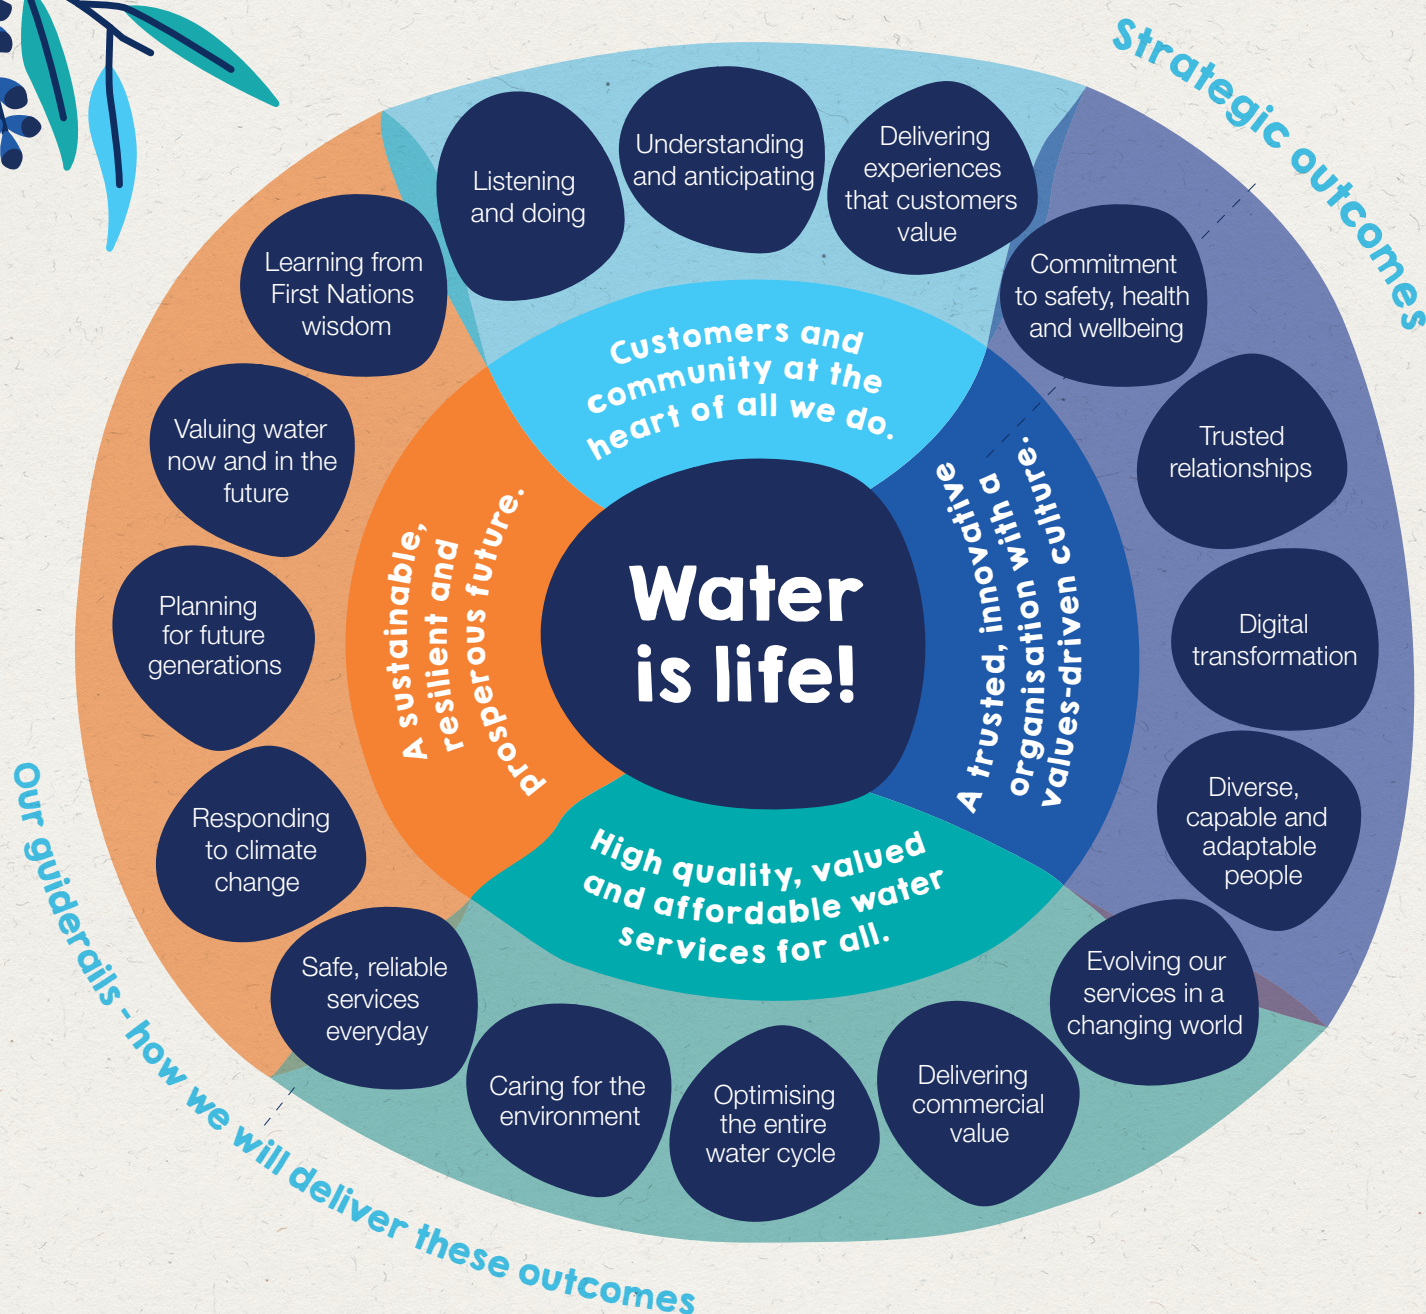 Strategic outcomes
Listening
and doing
Understanding
and anticipating
Delivering
experiences
that customers
value
Commitment
to safety, health
and wellbeing
Trusted
relationships
Digital
transformation
Diverse,
capable and
adaptable
people
Evolving our
services in a
changing world
Delivering
commercial
value
Optimising
the entire
water cycle
Caring for the
environment
Safe, reliable
services
everyday
Responding
to climate
change
Planning
for future
generations
Valuing water
now and in the
future
Learning from
First Nations
wisdom
Customers and
community at the
heart of all we do.
A trusted, innovative
organisation with a
values-driven culture.
High quality, valued
and affordable water
services for all.
A sustainable,
resilient and
prosperous future.
Water
is life!
Our guiderails - how we will deliver these outcomes